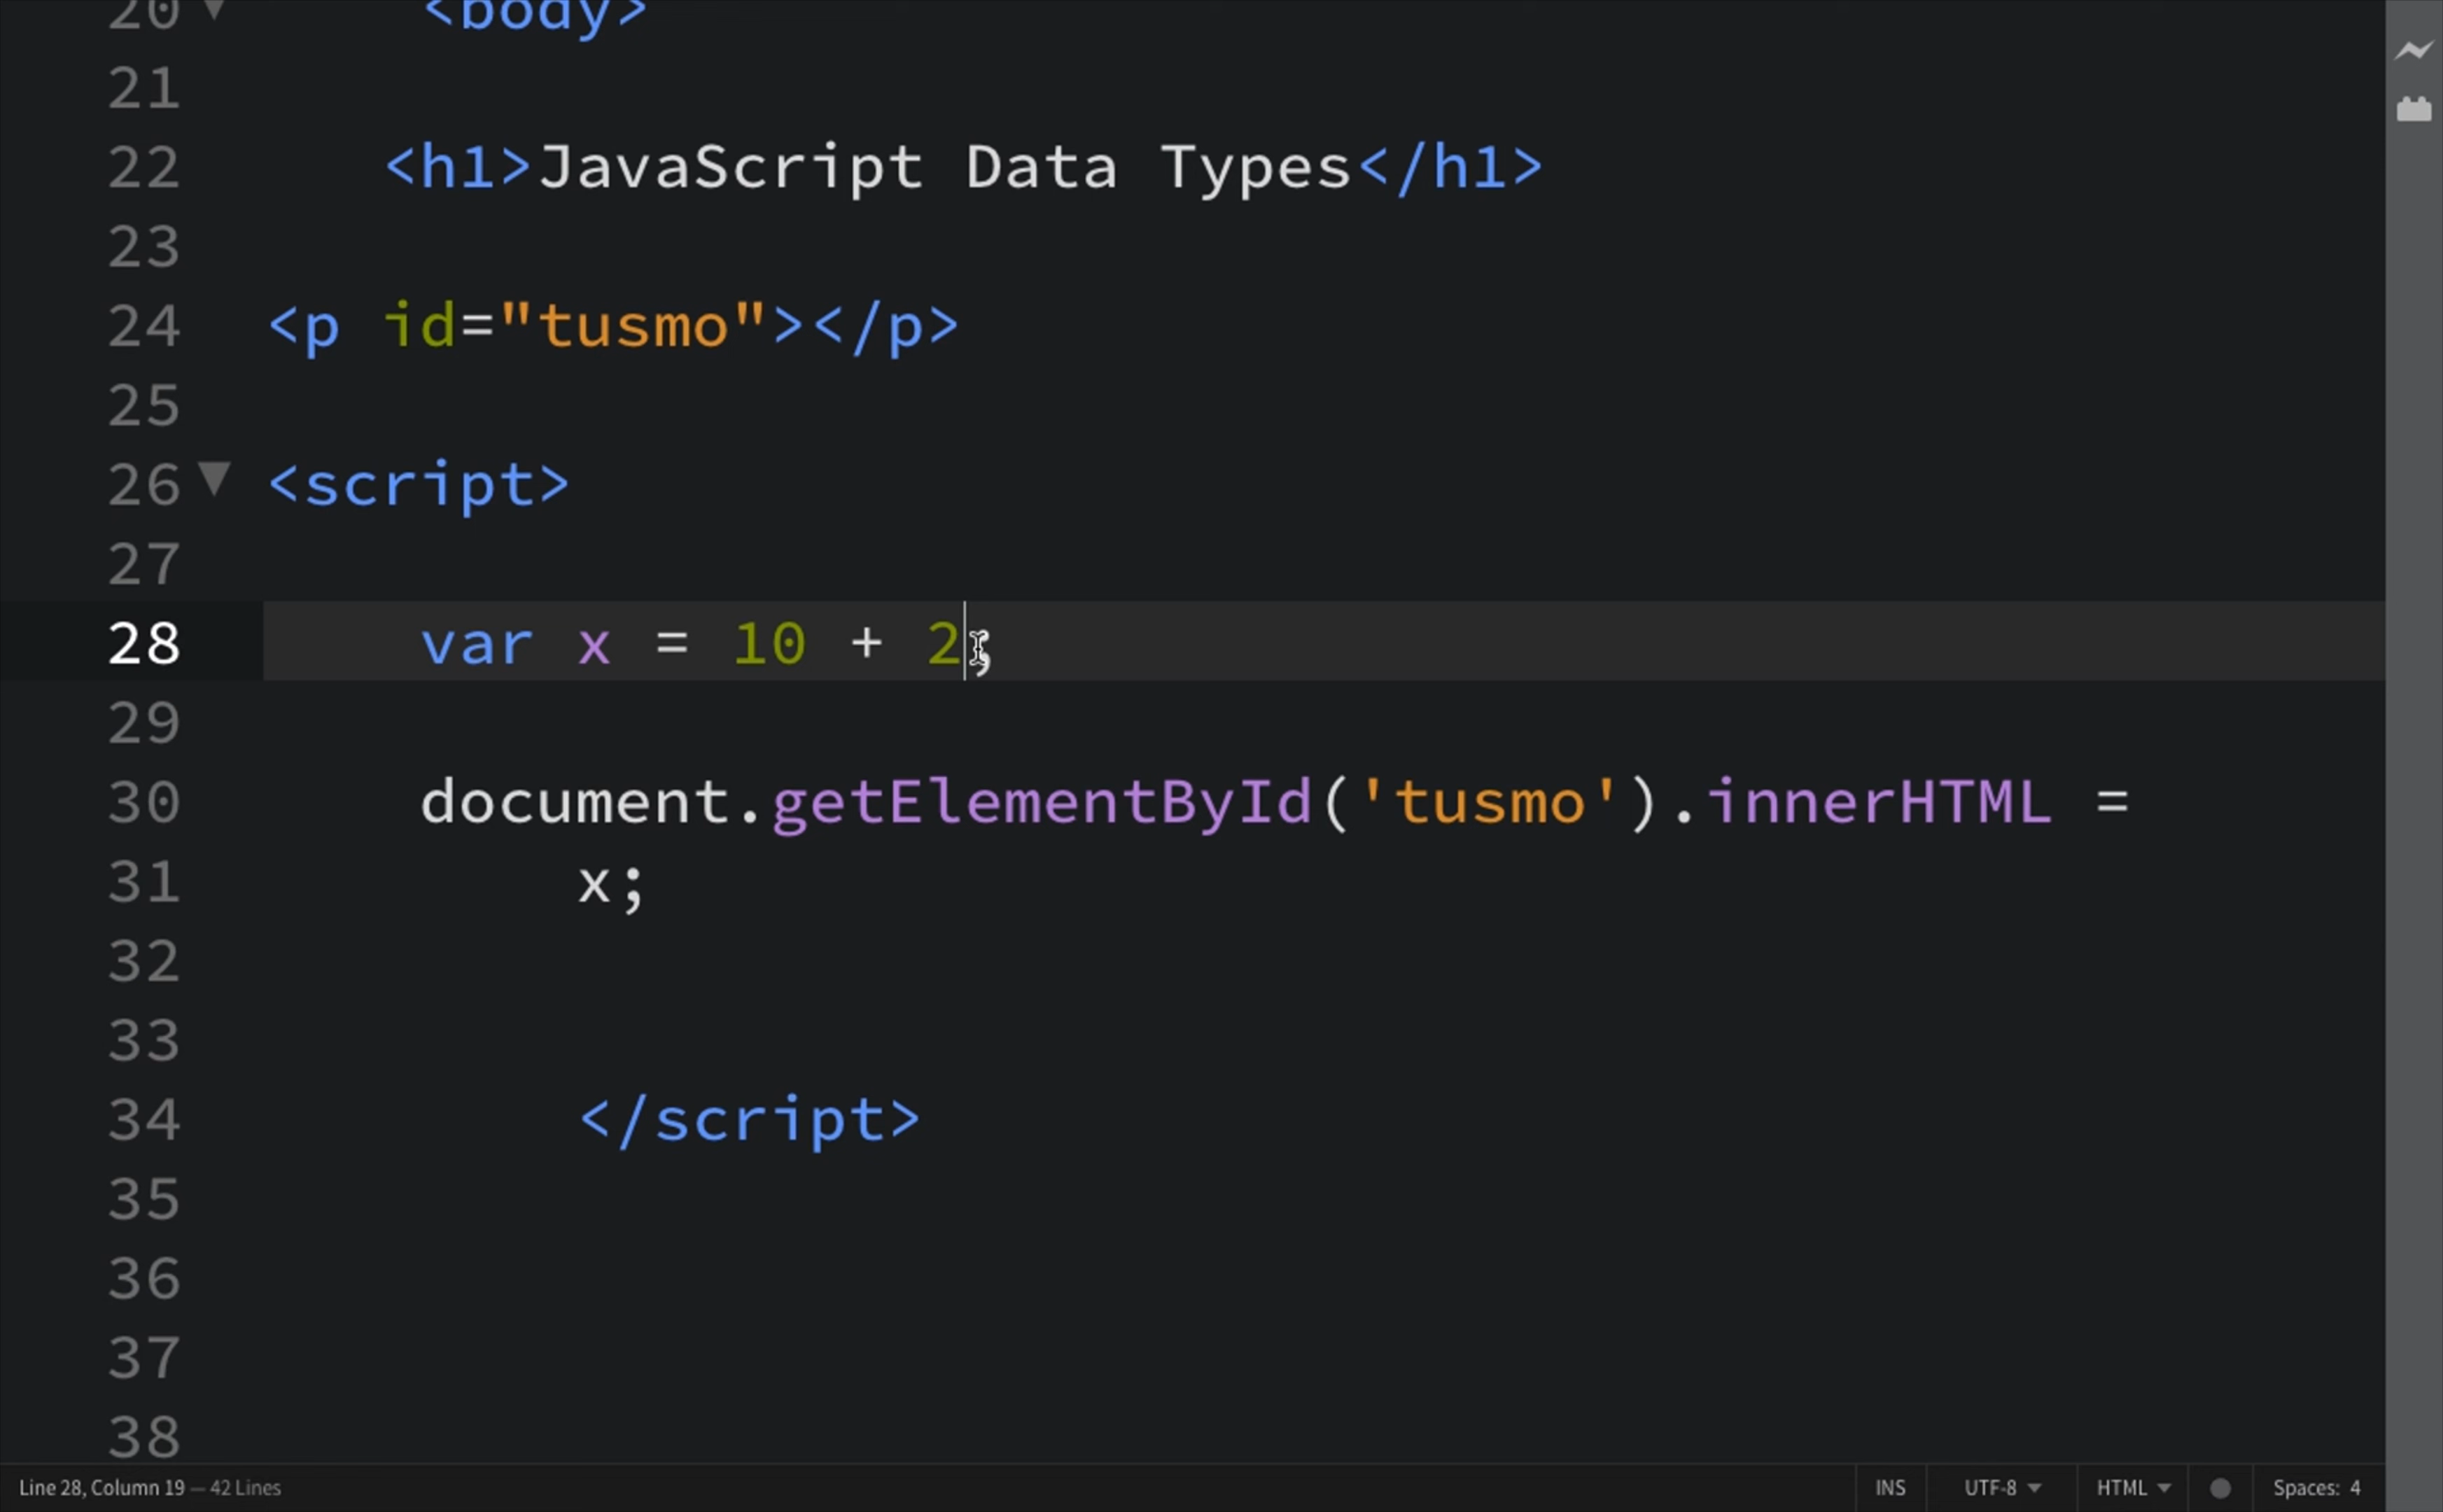 20 <body>
21
22 <h1>JavaScript Data Types</h1>
23
24 <p id="tusmo"></p>
25
26 <script>
27
28 var x = 10 + 2;
29
30 document.getElementById('tusmo').innerHTML =
31 x;
32
33
34 </script>
35
36
37
38
Line 28, Column 19 — 42 Lines
INS
UTF-8
HTML
Spaces: 4